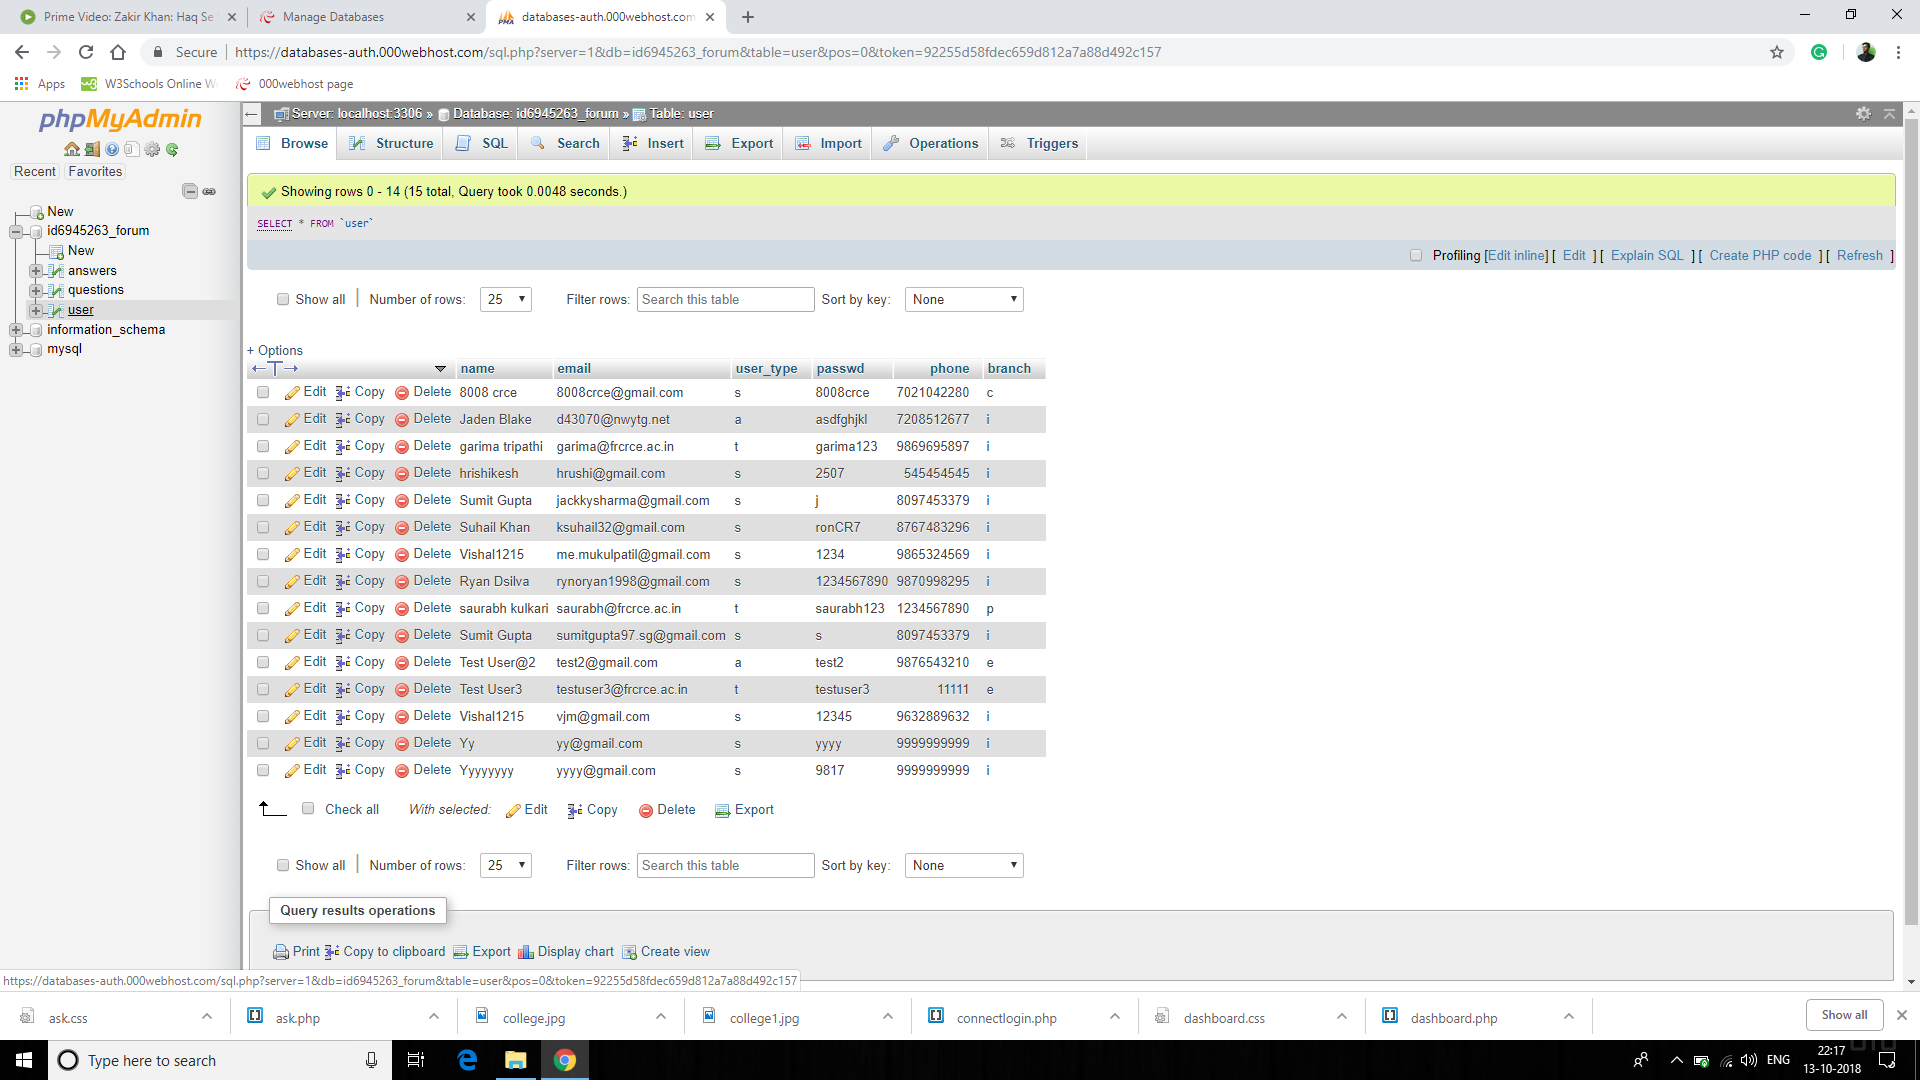 Prime Video: Zakir Khan: Haq Se
Manage Databases
databases-auth.000webhost.com
Secure
https://databases-auth.000webhost.com/sql.php?server=1&db=id6945263_forum&table=user&pos=0&token=92255d58fdec659d812a7a88d492c157
Apps
W3Schools Online W
000webhost page
phpMyAdmin
Recent
Favorites
New
id6945263_forum
New
answers
questions
user
information_schema
mysql
Server: localhost:3306 » Database: id6945263_forum » Table: user
Browse
Structure
SQL
Search
Insert
Export
Import
Operations
Triggers
Showing rows 0 - 14 (15 total, Query took 0.0048 seconds.)
SELECT * FROM `user`
Profiling [Edit inline] [ Edit ] [ Explain SQL ] [ Create PHP code ] [ Refresh ]
Show all | Number of rows: 25 Filter rows: Search this table Sort by key: None
+ Options
name email user_type passwd phone branch
Edit Copy Delete 8008 crce 8008crce@gmail.com s 8008crce 7021042280 c
Edit Copy Delete Jaden Blake d43070@nwytg.net a asdfghjkl 7208512677 i
Edit Copy Delete garima tripathi garima@frcrce.ac.in t garima123 9869695897 i
Edit Copy Delete hrishikesh hrushi@gmail.com s 2507 545454545 i
Edit Copy Delete Sumit Gupta jackkysharma@gmail.com s j 8097453379 i
Edit Copy Delete Suhail Khan ksuhail32@gmail.com s ronCR7 8767483296 i
Edit Copy Delete Vishal1215 me.mukulpatil@gmail.com s 1234 9865324569 i
Edit Copy Delete Ryan Dsilva rynoryan1998@gmail.com s 1234567890 9870998295 i
Edit Copy Delete saurabh kulkari saurabh@frcrce.ac.in t saurabh123 1234567890 p
Edit Copy Delete Sumit Gupta sumitgupta97.sg@gmail.com s s 8097453379 i
Edit Copy Delete Test User@2 test2@gmail.com a test2 9876543210 e
Edit Copy Delete Test User3 testuser3@frcrce.ac.in t testuser3 11111 e
Edit Copy Delete Vishal1215 vjm@gmail.com s 12345 9632889632 i
Edit Copy Delete Yy yy@gmail.com s yyyy 9999999999 i
Edit Copy Delete Yyyyyyyy yyyy@gmail.com s 9817 9999999999 i
Check all With selected: Edit Copy Delete Export
Show all | Number of rows: 25 Filter rows: Search this table Sort by key: None
Query results operations
Print Copy to clipboard Export Display chart Create view
https://databases-auth.000webhost.com/sql.php?server=1&db=id6945263_forum&table=user&pos=0&token=92255d58fdec659d812a7a88d492c157
ask.css
ask.php
college.jpg
college1.jpg
connectlogin.php
dashboard.css
dashboard.php
Show all
Type here to search
ENG
22:17
13-10-2018